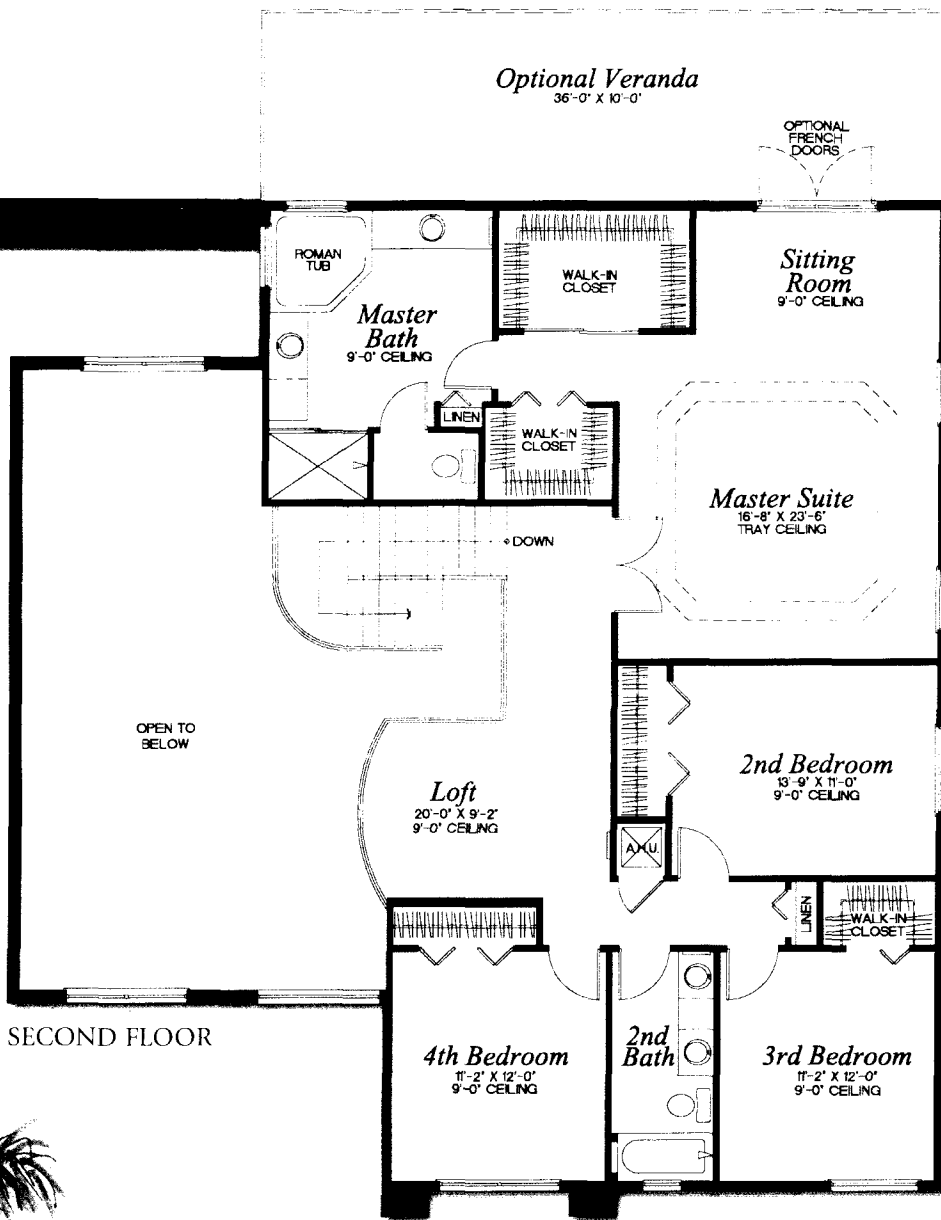 Optional Veranda
36'-0" X 10'-0"
OPTIONAL
FRENCH
DOORS
ROMAN
TUB
WALK-IN
CLOSET
Sitting
Room
9'-0" CEILING
Master
Bath
9'-0" CEILING
LINEN
WALK-IN
CLOSET
Master Suite
16'-8" X 23'-6"
TRAY CEILING
DOWN
OPEN TO
BELOW
2nd Bedroom
13'-9" X 11'-0"
9'-0" CEILING
Loft
20'-0" X 9'-2"
9'-0" CEILING
A.H.U.
LINEN
WALK-IN
CLOSET
SECOND FLOOR
4th Bedroom
11'-2" X 12'-0"
9'-0" CEILING
2nd
Bath
3rd Bedroom
11'-2" X 12'-0"
9'-0" CEILING